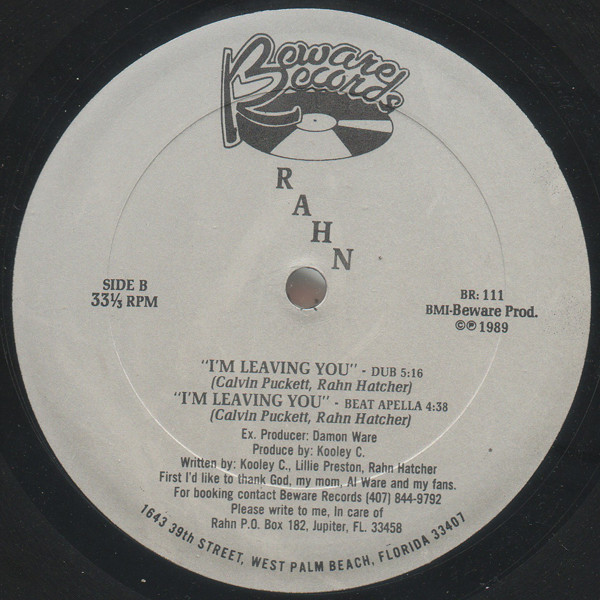 Beware
Records
RAHN
SIDE B
33⅓ RPM
BR: 111
BMI-Beware Prod.
©℗ 1989
"I'M LEAVING YOU" - DUB 5:16
(Calvin Puckett, Rahn Hatcher)
"I'M LEAVING YOU" - BEAT APELLA 4:38
(Calvin Puckett, Rahn Hatcher)
Ex. Producer: Damon Ware
Produce by: Kooley C.
Written by: Kooley C., Lillie Preston, Rahn Hatcher
First I'd like to thank God, my mom, Al Ware and my fans.
For booking contact Beware Records (407) 844-9792
Please write to me, In care of
Rahn P.O. Box 182, Jupiter, FL. 33458
1643 39th STREET, WEST PALM BEACH, FLORIDA 33407